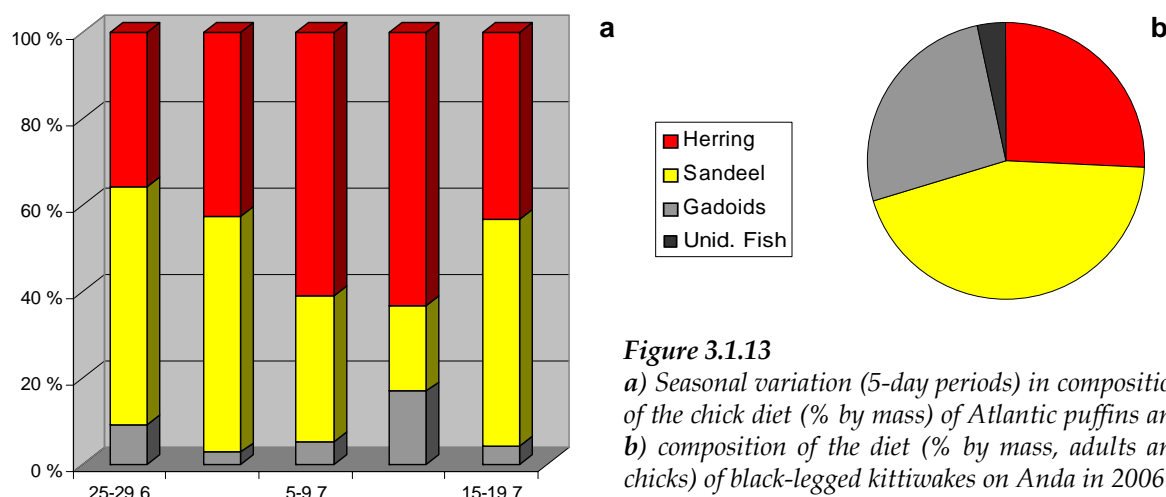 100 %
80 %
60 %
40 %
20 %
0 %
25-29.6
5-9.7
15-19.7
a
Herring
Sandeel
Gadoids
Unid. Fish
b
Figure 3.1.13
a) Seasonal variation (5-day periods) in compositio
of the chick diet (% by mass) of Atlantic puffins an
b) composition of the diet (% by mass, adults an
chicks) of black-legged kittiwakes on Anda in 2006